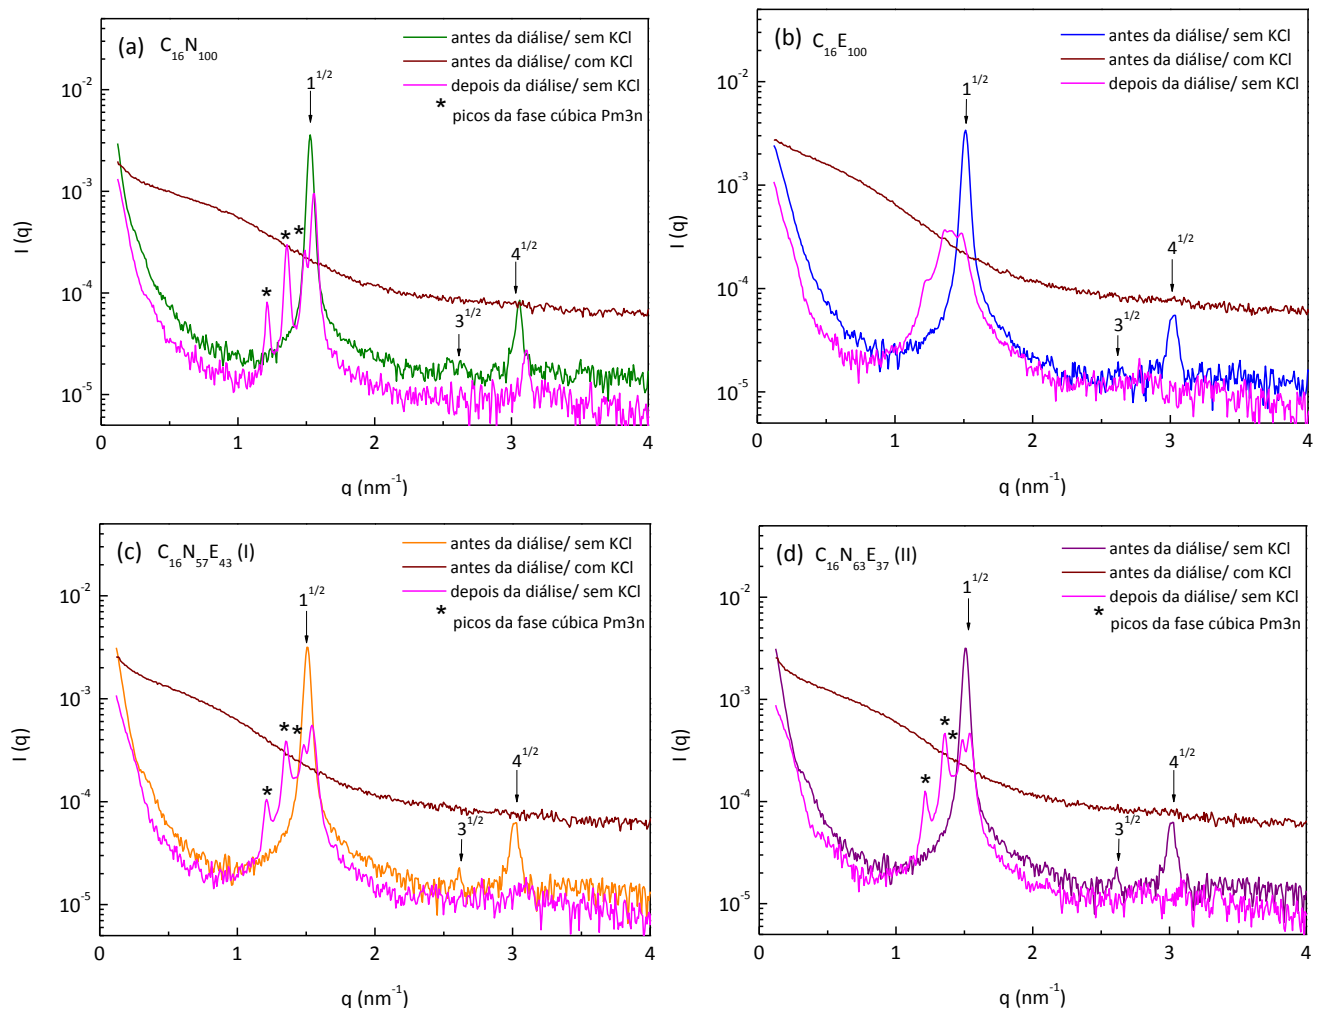 (a) C16N100
antes da diálise/ sem KCl
antes da diálise/ com KCl
depois da diálise/ sem KCl
* picos da fase cúbica Pm3n
1^1/2
* *
*
3^1/2
4^1/2
10^-2
10^-3
10^-4
10^-5
I (q)
0 1 2 3 4
q (nm^-1)
(b) C16E100
antes da diálise/ sem KCl
antes da diálise/ com KCl
depois da diálise/ sem KCl
1^1/2
3^1/2
4^1/2
10^-2
10^-3
10^-4
10^-5
I (q)
0 1 2 3 4
q (nm^-1)
(c) C16N57E43 (I)
antes da diálise/ sem KCl
antes da diálise/ com KCl
depois da diálise/ sem KCl
* picos da fase cúbica Pm3n
1^1/2
* *
*
3^1/2
4^1/2
10^-2
10^-3
10^-4
10^-5
I (q)
0 1 2 3 4
q (nm^-1)
(d) C16N63E37 (II)
antes da diálise/ sem KCl
antes da diálise/ com KCl
depois da diálise/ sem KCl
* picos da fase cúbica Pm3n
1^1/2
* *
*
3^1/2
4^1/2
10^-2
10^-3
10^-4
10^-5
I (q)
0 1 2 3 4
q (nm^-1)